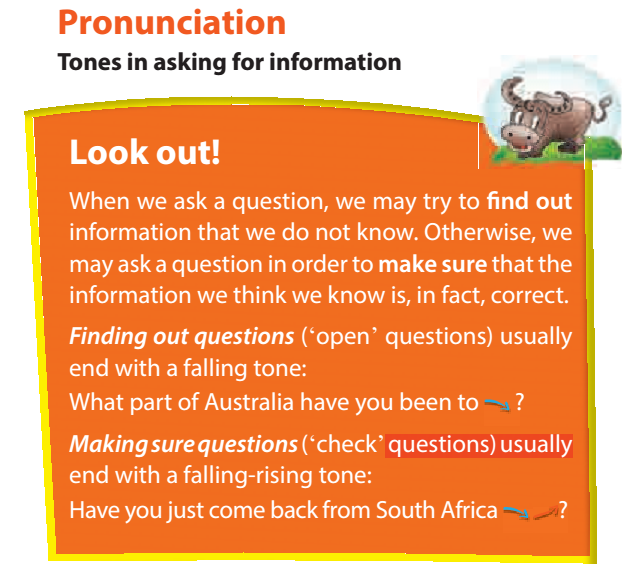 Pronunciation
Tones in asking for information
Look out!
When we ask a question, we may try to find out
information that we do not know. Otherwise, we
may ask a question in order to make sure that the
information we think we know is, in fact, correct.
Finding out questions (‘open’ questions) usually
end with a falling tone:
What part of Australia have you been to ?
Making sure questions (‘check’ questions) usually
end with a falling-rising tone:
Have you just come back from South Africa ?